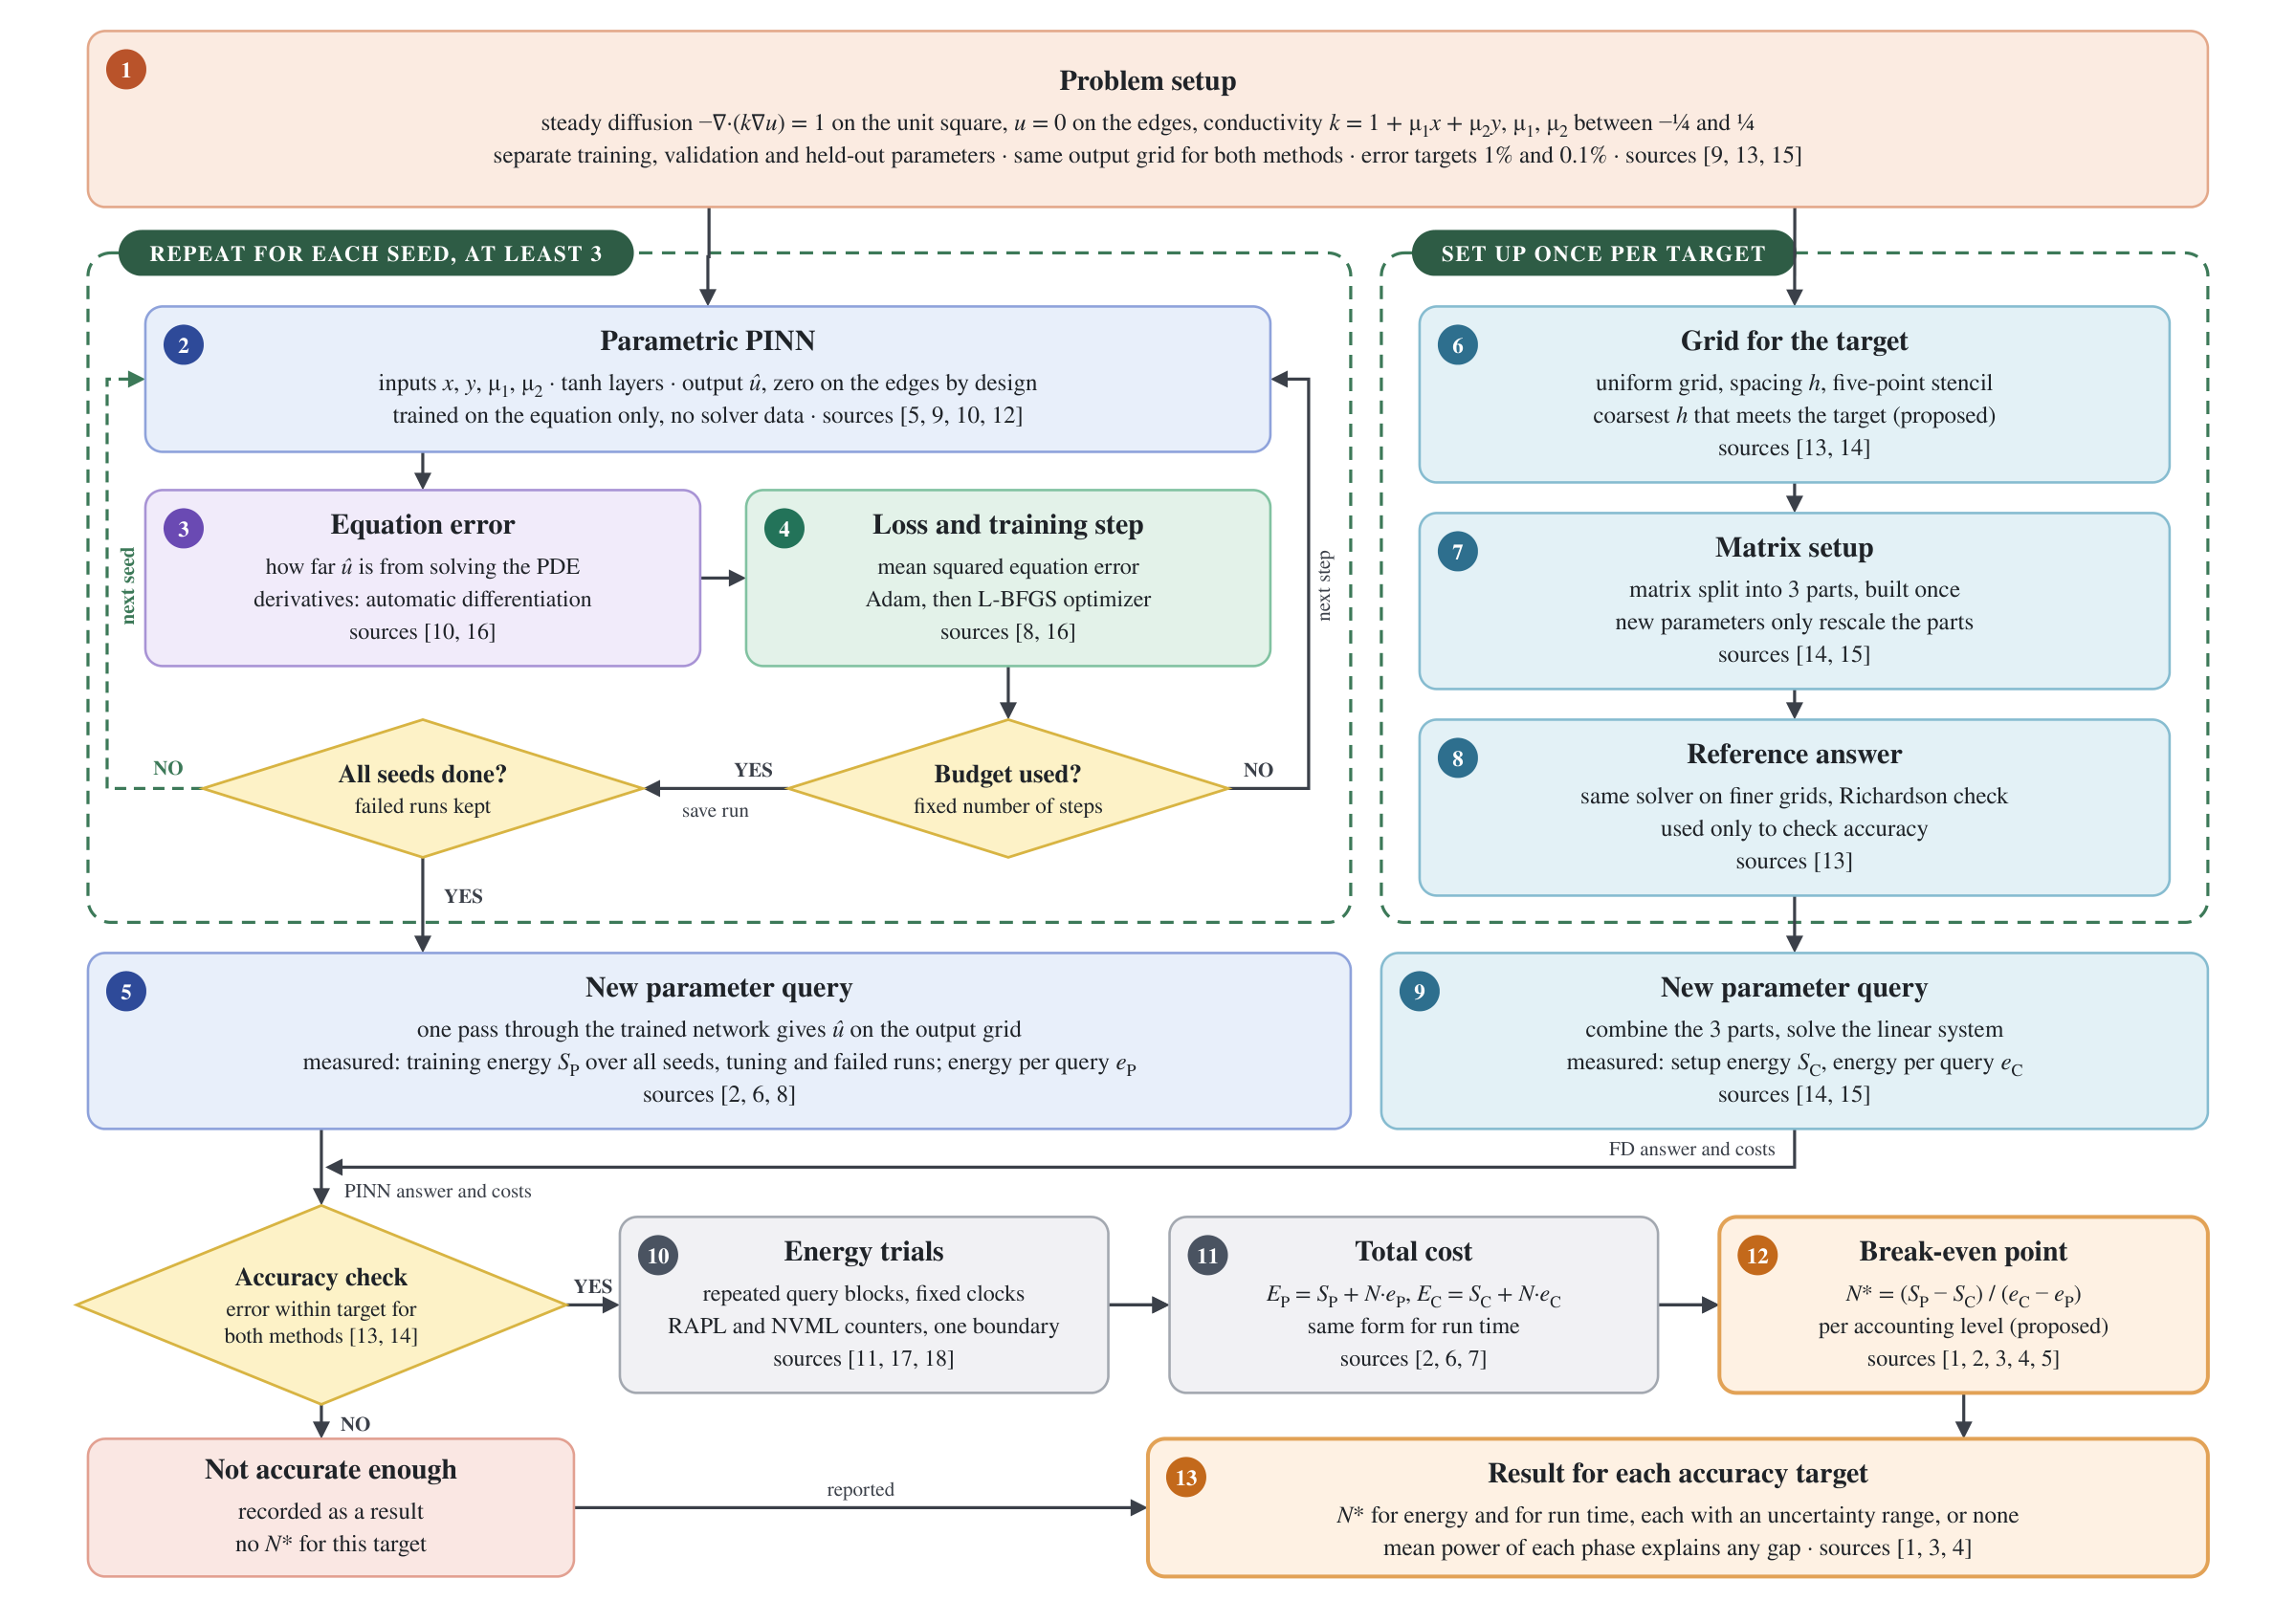 1
Problem setup
steady diffusion −∇·(k∇u) = 1 on the unit square, u = 0 on the edges, conductivity k = 1 + μ₁x + μ₂y, μ₁, μ₂ between −¼ and ¼
separate training, validation and held-out parameters · same output grid for both methods · error targets 1% and 0.1% · sources [9, 13, 15]
REPEAT FOR EACH SEED, AT LEAST 3
2
Parametric PINN
inputs x, y, μ₁, μ₂ · tanh layers · output û, zero on the edges by design
trained on the equation only, no solver data · sources [5, 9, 10, 12]
3
Equation error
how far û is from solving the PDE
derivatives: automatic differentiation
sources [10, 16]
4
Loss and training step
mean squared equation error
Adam, then L-BFGS optimizer
sources [8, 16]
next seed
next step
NO
All seeds done?
failed runs kept
YES
save run
Budget used?
fixed number of steps
NO
YES
SET UP ONCE PER TARGET
6
Grid for the target
uniform grid, spacing h, five-point stencil
coarsest h that meets the target (proposed)
sources [13, 14]
7
Matrix setup
matrix split into 3 parts, built once
new parameters only rescale the parts
sources [14, 15]
8
Reference answer
same solver on finer grids, Richardson check
used only to check accuracy
sources [13]
5
New parameter query
one pass through the trained network gives û on the output grid
measured: training energy S_P over all seeds, tuning and failed runs; energy per query e_P
sources [2, 6, 8]
9
New parameter query
combine the 3 parts, solve the linear system
measured: setup energy S_C, energy per query e_C
sources [14, 15]
FD answer and costs
PINN answer and costs
Accuracy check
error within target for
both methods [13, 14]
YES
10
Energy trials
repeated query blocks, fixed clocks
RAPL and NVML counters, one boundary
sources [11, 17, 18]
11
Total cost
E_P = S_P + N·e_P, E_C = S_C + N·e_C
same form for run time
sources [2, 6, 7]
12
Break-even point
N* = (S_P − S_C) / (e_C − e_P)
per accounting level (proposed)
sources [1, 2, 3, 4, 5]
NO
Not accurate enough
recorded as a result
no N* for this target
reported
13
Result for each accuracy target
N* for energy and for run time, each with an uncertainty range, or none
mean power of each phase explains any gap · sources [1, 3, 4]